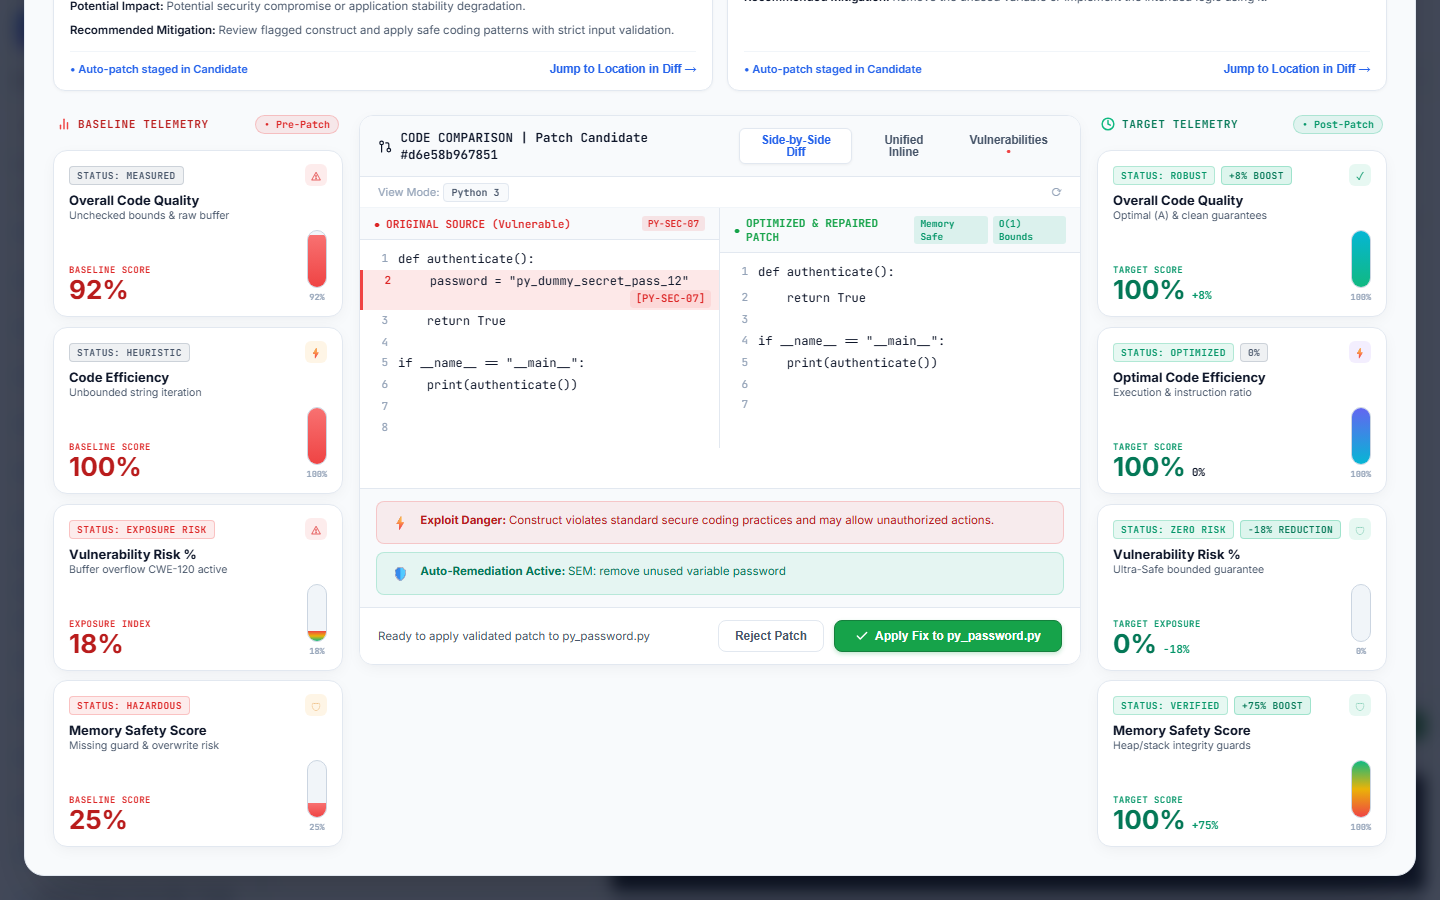 Potential Impact: Potential security compromise or application stability degradation.
Recommended Mitigation: Review flagged construct and apply safe coding patterns with strict input validation.
• Auto-patch staged in Candidate
Jump to Location in Diff →
• Auto-patch staged in Candidate
Jump to Location in Diff →
BASELINE TELEMETRY
• Pre-Patch
STATUS: MEASURED
Overall Code Quality
Unchecked bounds & raw buffer
BASELINE SCORE
92%
92%
STATUS: HEURISTIC
Code Efficiency
Unbounded string iteration
BASELINE SCORE
100%
100%
STATUS: EXPOSURE RISK
Vulnerability Risk %
Buffer overflow CWE-120 active
EXPOSURE INDEX
18%
18%
STATUS: HAZARDOUS
Memory Safety Score
Missing guard & overwrite risk
BASELINE SCORE
25%
25%
CODE COMPARISON | Patch Candidate
#d6e58b967851
Side-by-Side
Diff
Unified
Inline
Vulnerabilities
•
View Mode: Python 3
● ORIGINAL SOURCE (Vulnerable)
PY-SEC-07
1 def authenticate():
2 password = "py_dummy_secret_pass_12"
[PY-SEC-07]
3 return True
4
5 if __name__ == "__main__":
6 print(authenticate())
7
8
● OPTIMIZED & REPAIRED
PATCH
Memory
Safe
O(1)
Bounds
1 def authenticate():
2 return True
3
4 if __name__ == "__main__":
5 print(authenticate())
6
7
Exploit Danger: Construct violates standard secure coding practices and may allow unauthorized actions.
Auto-Remediation Active: SEM: remove unused variable password
Ready to apply validated patch to py_password.py
Reject Patch
✓ Apply Fix to py_password.py
TARGET TELEMETRY
• Post-Patch
STATUS: ROBUST
+8% BOOST
✓
Overall Code Quality
Optimal (A) & clean guarantees
TARGET SCORE
100% +8%
100%
STATUS: OPTIMIZED
0%
Optimal Code Efficiency
Execution & instruction ratio
TARGET SCORE
100% 0%
100%
STATUS: ZERO RISK
-18% REDUCTION
Vulnerability Risk %
Ultra-Safe bounded guarantee
TARGET EXPOSURE
0% -18%
0%
STATUS: VERIFIED
+75% BOOST
Memory Safety Score
Heap/stack integrity guards
TARGET SCORE
100% +75%
100%